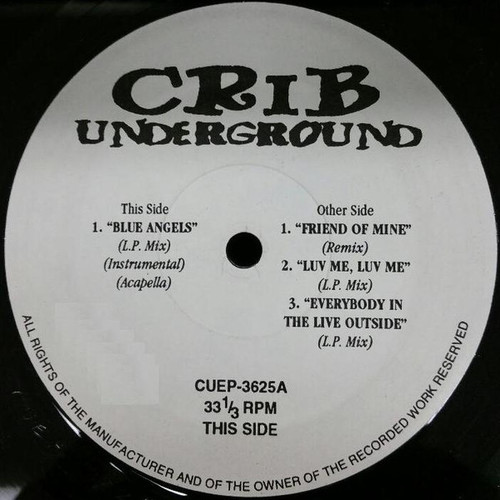 CRIB
UNDERGROUND
This Side
1. "BLUE ANGELS"
(L.P. Mix)
(Instrumental)
(Acapella)
Other Side
1. "FRIEND OF MINE"
(Remix)
2. "LUV ME, LUV ME"
(L.P. Mix)
3. "EVERYBODY IN
THE LIVE OUTSIDE"
(L.P. Mix)
CUEP-3625A
33 1/3 RPM
THIS SIDE
ALL RIGHTS OF THE MANUFACTURER AND OF THE OWNER OF THE RECORDED WORK RESERVED